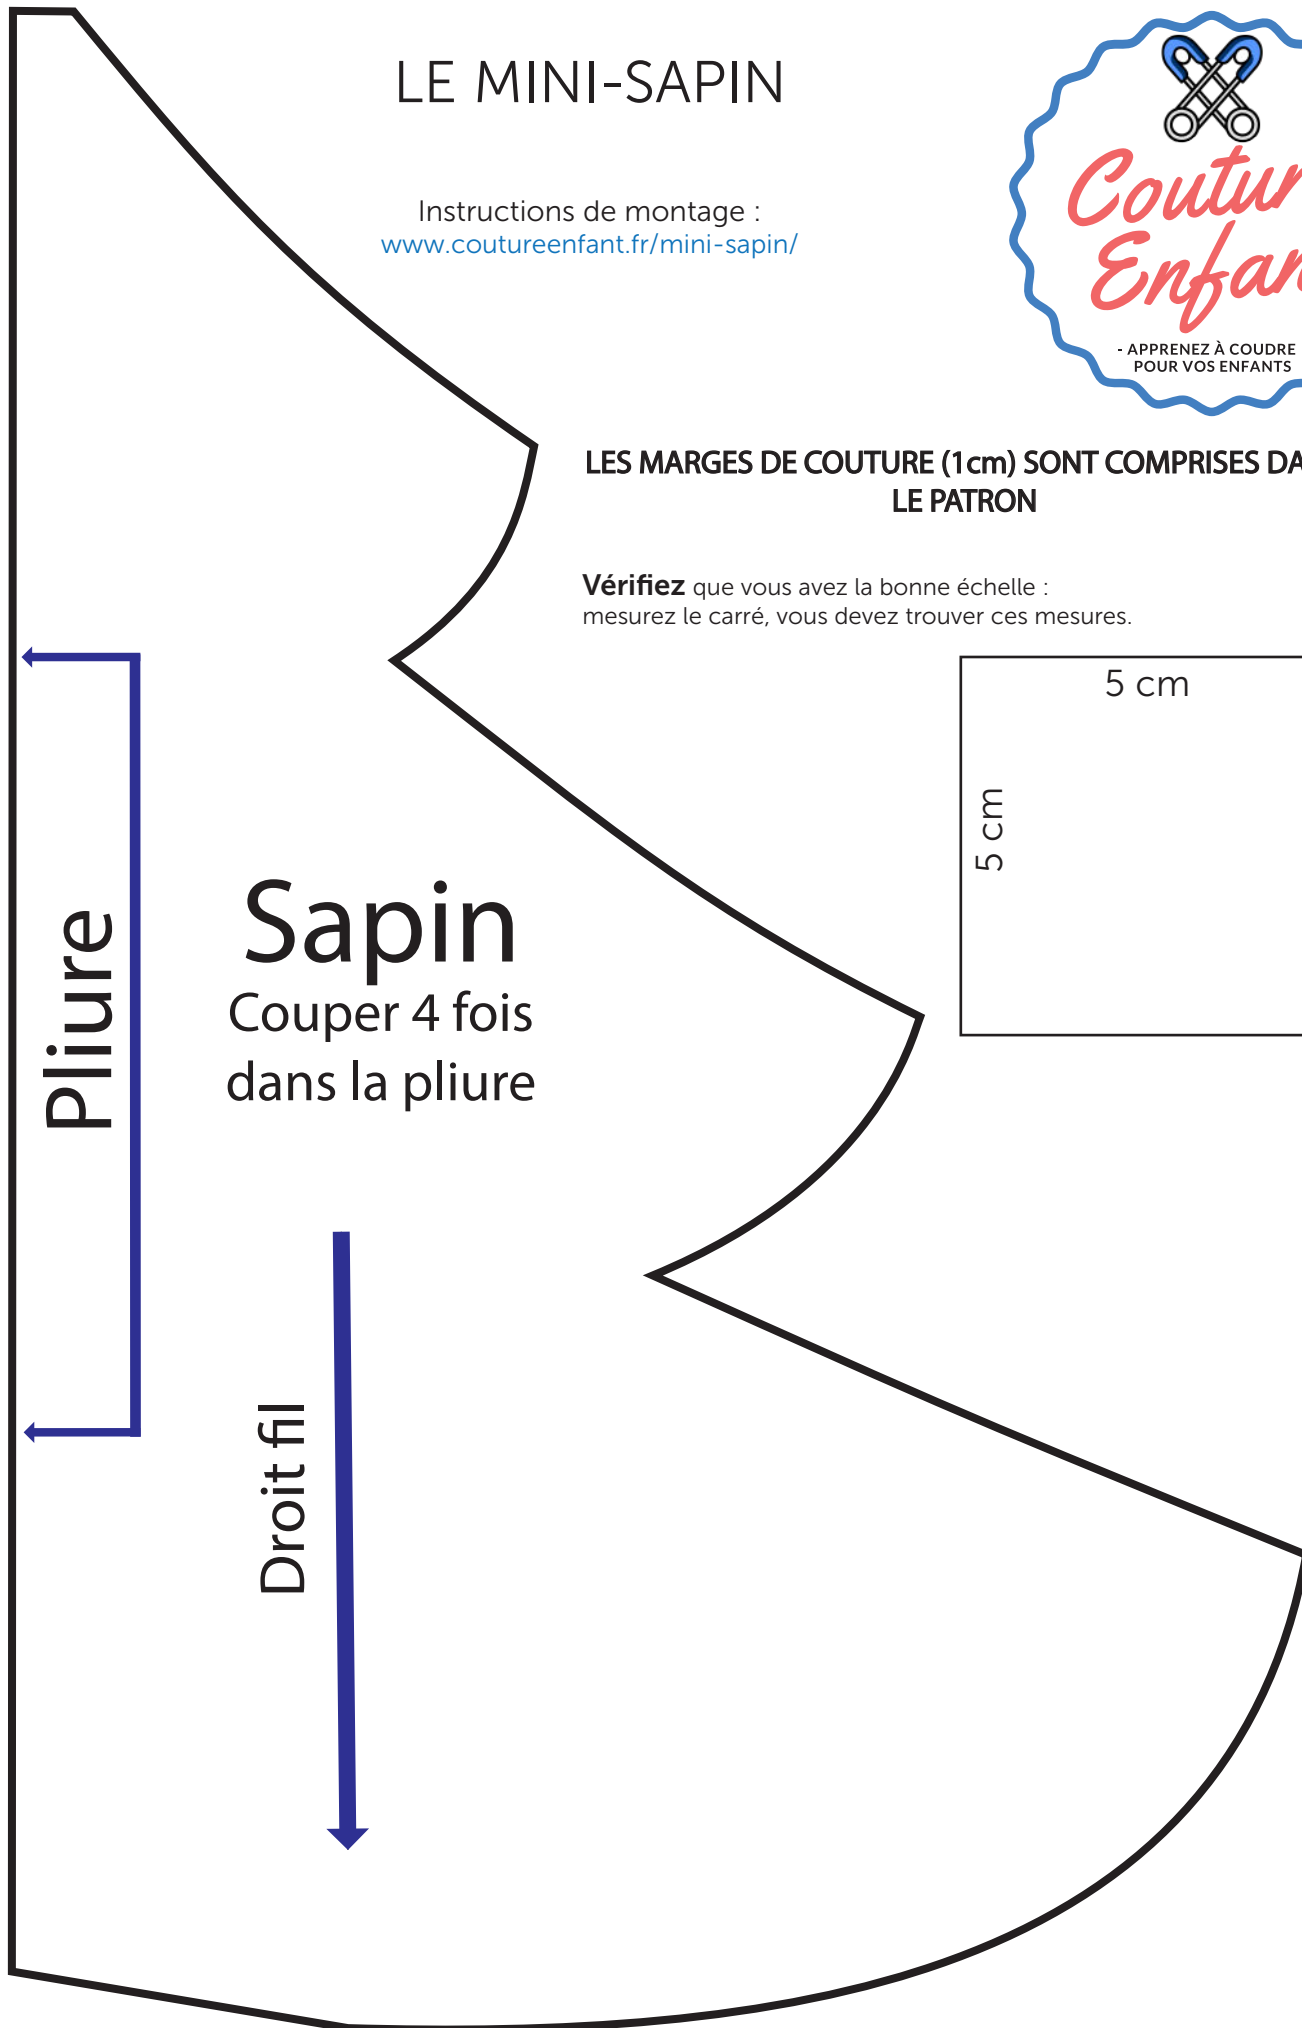 LE MINI-SAPIN
Instructions de montage :
www.coutureenfant.fr/mini-sapin/
- APPRENEZ À COUDRE
POUR VOS ENFANTS
LES MARGES DE COUTURE (1cm) SONT COMPRISES
LE PATRON
Vérifiez que vous avez la bonne échelle :
mesurez le carré, vous devez trouver ces mesures.
5 cm
5 cm
Pliure
Sapin
Couper 4 fois
dans la pliure
Droit fil